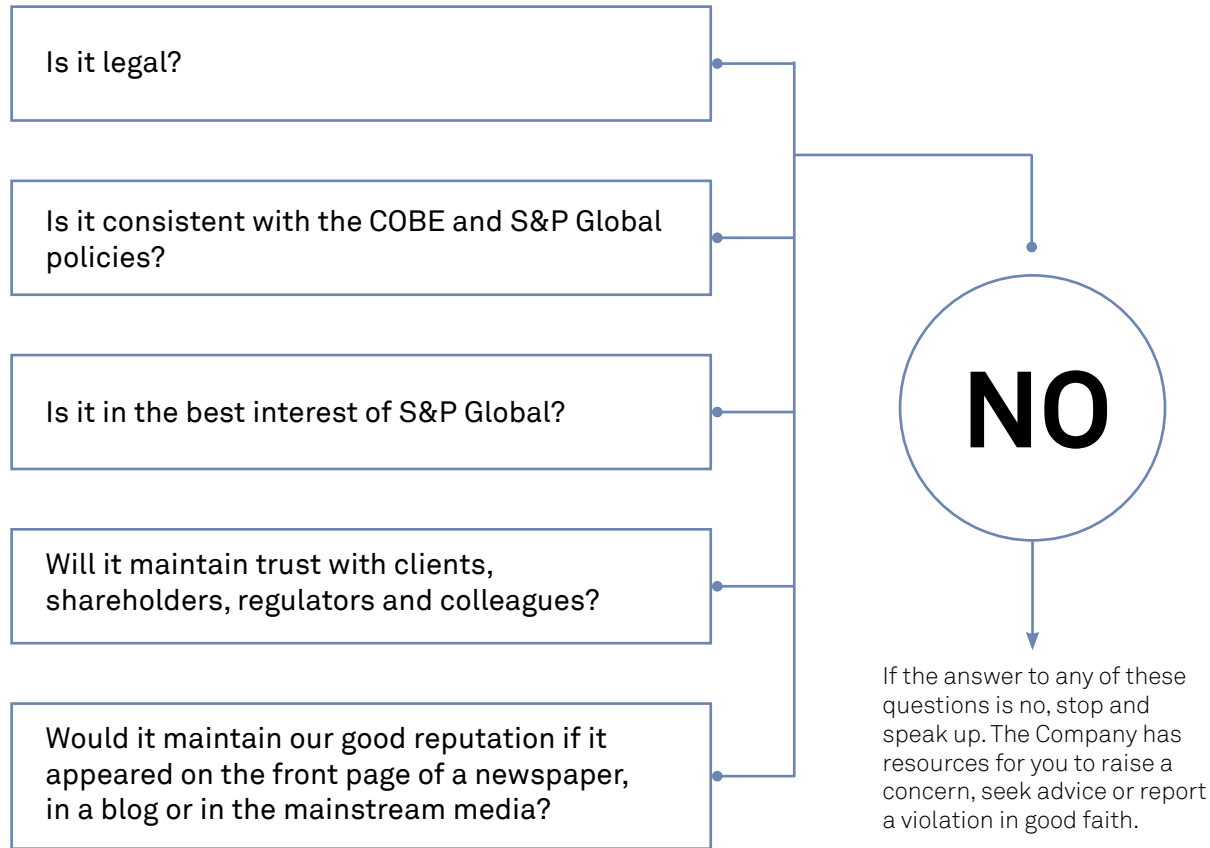 Is it legal?
Is it consistent with the COBE and S&P Global
policies?
Is it in the best interest of S&P Global?
Will it maintain trust with clients,
shareholders, regulators and colleagues?
Would it maintain our good reputation if it
appeared on the front page of a newspaper,
in a blog or in the mainstream media?
NO
If the answer to any of these
questions is no, stop and
speak up. The Company has
resources for you to raise a
concern, seek advice or report
a violation in good faith.